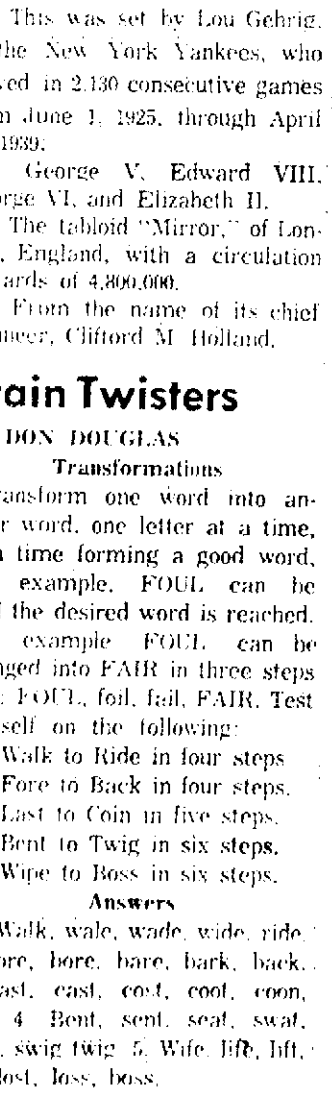 This was set by Lou Gehrig,
he New York Yankees, who
ved in 2,130 consecutive games
n June 1, 1925, through April
1939.
George V, Edward VIII,
rge VI, and Elizabeth II.
The tabloid "Mirror," of Lon-
, England, with a circulation
ards of 4,800,000.
From the name of its chief
ineer, Clifford M. Holland.
rain Twisters
DON DOUGLAS
Transformations
ransform one word into an-
r word, one letter at a time,
h time forming a good word,
example, FOUL can be
l the desired word is reached.
example FOUL can be
nged into FAIR in three steps
: FOUL, foil, fail, FAIR. Test
self on the following:
Walk to Ride in four steps
Fore to Back in four steps.
Last to Coin in five steps.
Bent to Twig in six steps.
Wipe to Boss in six steps.
Answers
Walk, wale, wade, wide, ride.
ore, bore, bare, bark, back.
ast, cast, cost, coot, coon,
4 Bent, sent, seat, swat,
, swig twig 5. Wife, life, lift,
lost, loss, boss.